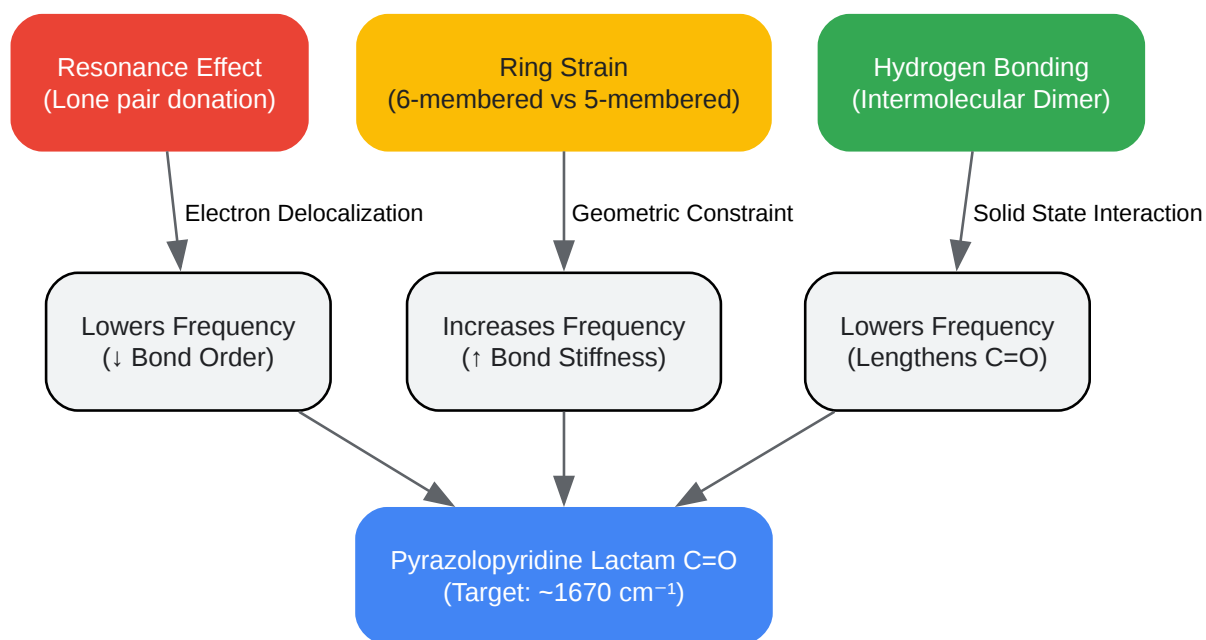 Resonance Effect
(Lone pair donation)
Ring Strain
(6-membered vs 5-membered)
Hydrogen Bonding
(Intermolecular Dimer)
Electron Delocalization
Geometric Constraint
Solid State Interaction
Lowers Frequency
(↓ Bond Order)
Increases Frequency
(↑ Bond Stiffness)
Lowers Frequency
(Lengthens C=O)
Pyrazolopyridine Lactam C=O
(Target: ~1670 cm⁻¹)